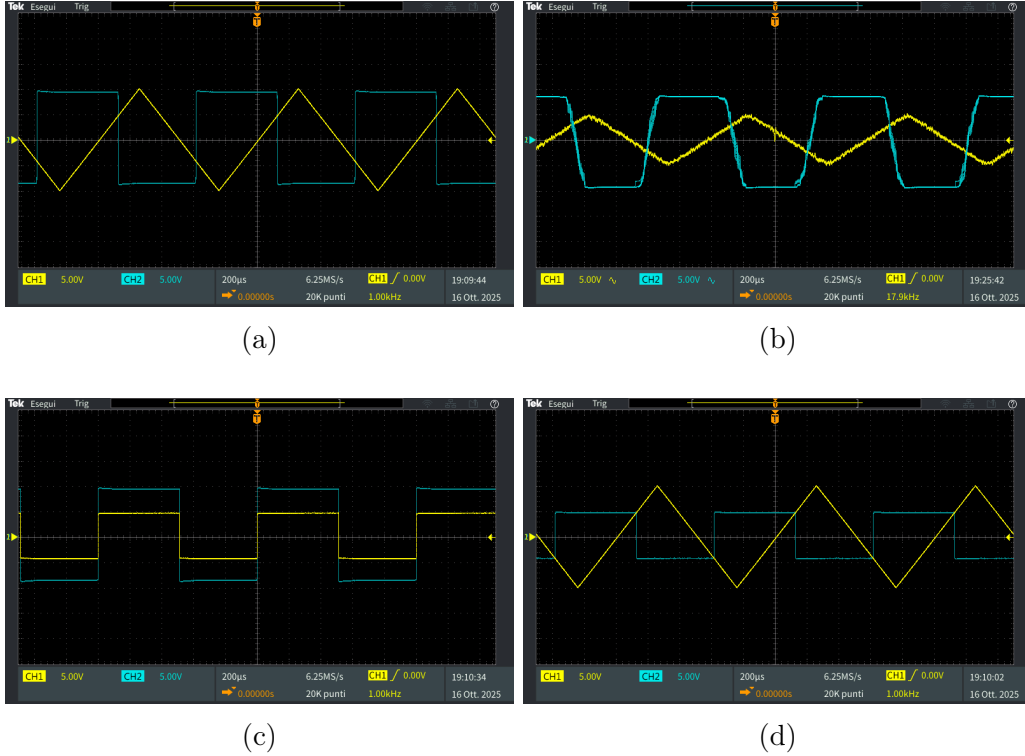 Tek Esegui Trig
T
1
CH1 5.00V CH2 5.00V 200µs 6.25MS/s CH1 0.00V 19:09:44
0.00000s 20K punti 1.00kHz 16 Ott. 2025
(a)
Tek Esegui Trig
T
1
CH1 5.00V CH2 5.00V 200µs 6.25MS/s CH1 0.00V 19:25:42
0.00000s 20K punti 17.9kHz 16 Ott. 2025
(b)
Tek Esegui Trig
T
1
CH1 5.00V CH2 5.00V 200µs 6.25MS/s CH1 0.00V 19:10:34
0.00000s 20K punti 1.00kHz 16 Ott. 2025
(c)
Tek Esegui Trig
T
1
CH1 5.00V CH2 5.00V 200µs 6.25MS/s CH1 0.00V 19:10:02
0.00000s 20K punti 1.00kHz 16 Ott. 2025
(d)